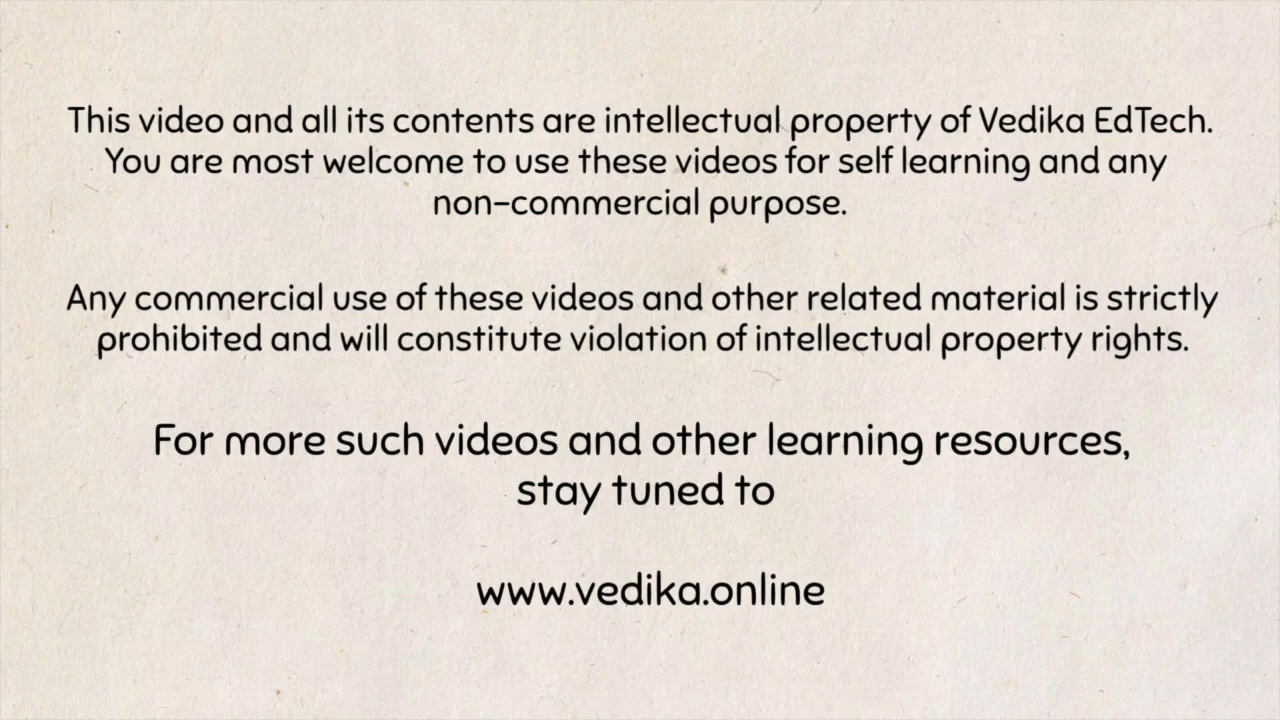 This video and all its contents are intellectual property of Vedika EdTech.
You are most welcome to use these videos for self learning and any
non-commercial purpose.
Any commercial use of these videos and other related material is strictly
prohibited and will constitute violation of intellectual property rights.
For more such videos and other learning resources,
stay tuned to
www.vedika.online